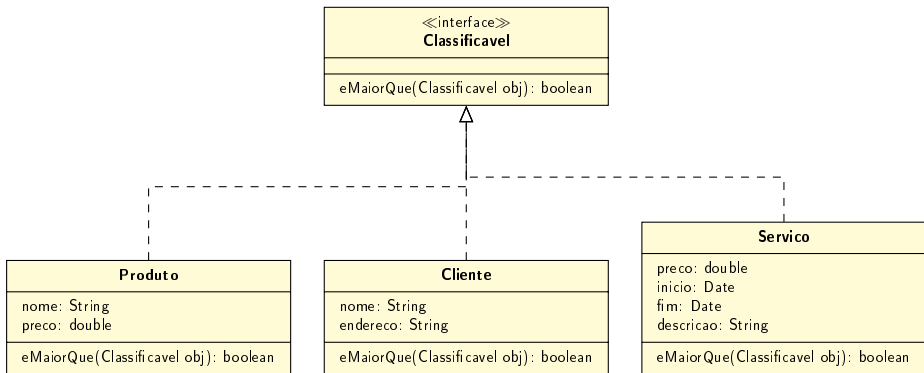 ≪interface≫
Classificavel
eMaiorQue(Classificavel obj): boolean
Produto
nome: String
preco: double
eMaiorQue(Classificavel obj): boolean
Cliente
nome: String
endereco: String
eMaiorQue(Classificavel obj): boolean
Servico
preco: double
inicio: Date
fim: Date
descricao: String
eMaiorQue(Classificavel obj): boolean